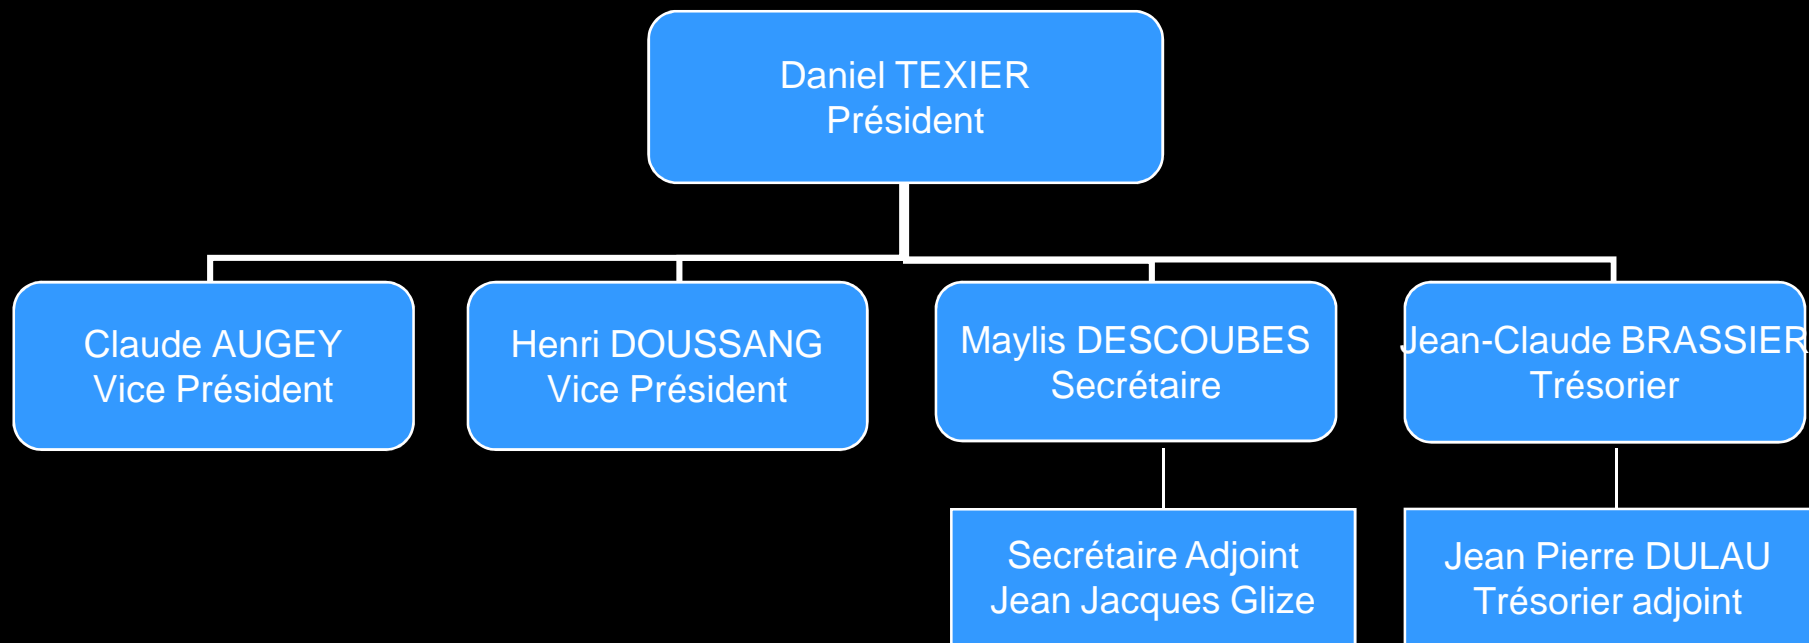 Daniel TEXIER
Président
Claude AUGEY
Vice Président
Henri DOUSSANG
Vice Président
Maylis DESCOUBES
Secrétaire
Jean-Claude BRASSIER
Trésorier
Secrétaire Adjoint
Jean Jacques Glize
Jean Pierre DULAU
Trésorier adjoint